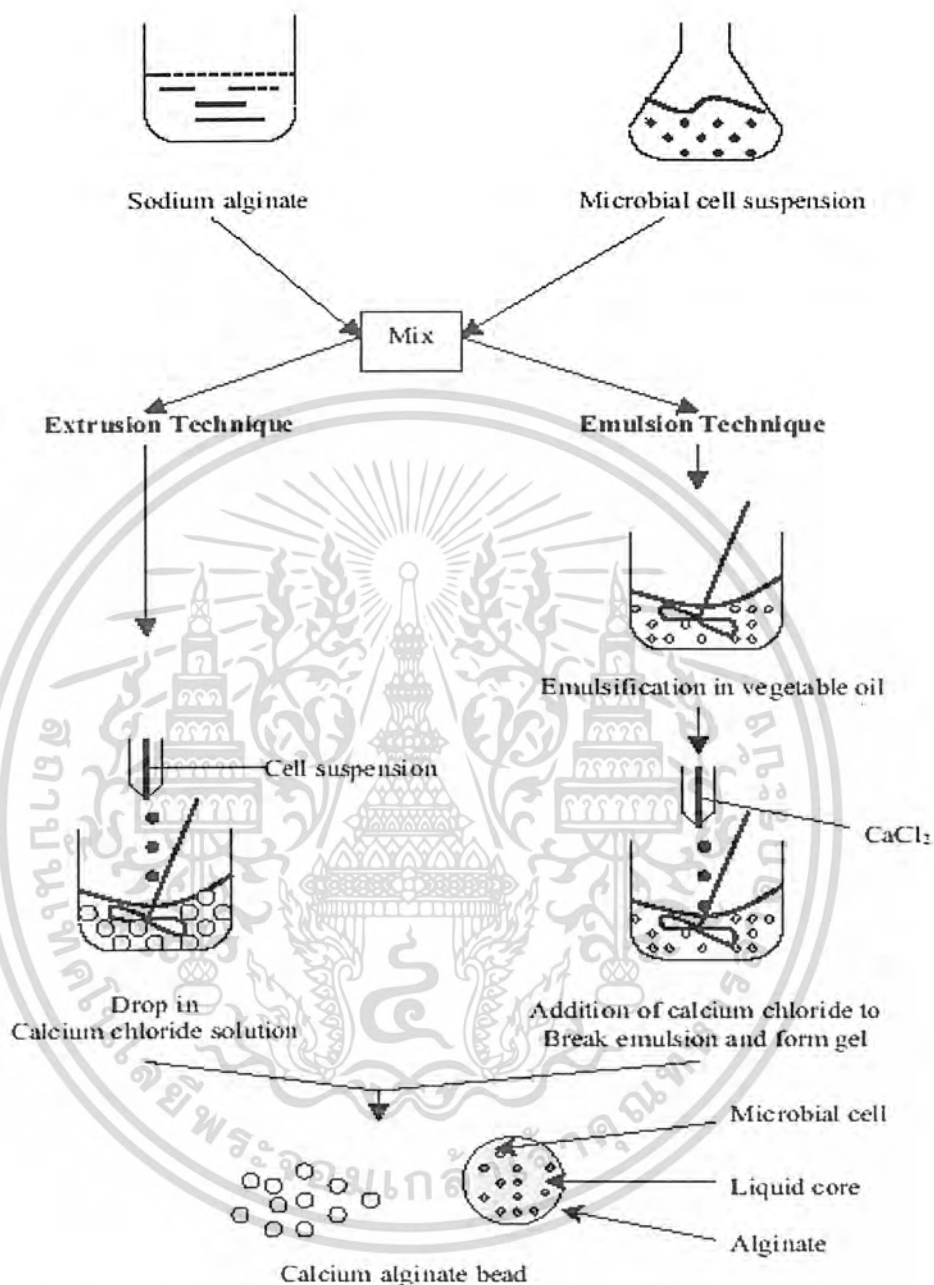 Sodium alginate
Microbial cell suspension
Mix
Extrusion Technique
Emulsion Technique
Emulsification in vegetable oil
Cell suspension
CaCl₂
Drop in
Calcium chloride solution
Addition of calcium chloride to
Break emulsion and form gel
Microbial cell
Liquid core
Alginate
Calcium alginate bead